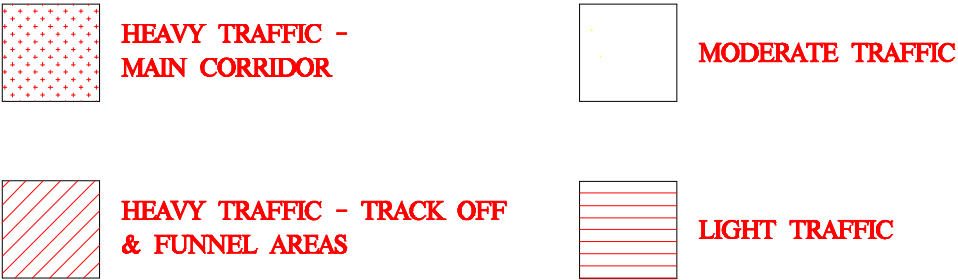 HEAVY TRAFFIC -
MAIN CORRIDOR
MODERATE TRAFFIC
HEAVY TRAFFIC - TRACK OFF
& FUNNEL AREAS
LIGHT TRAFFIC